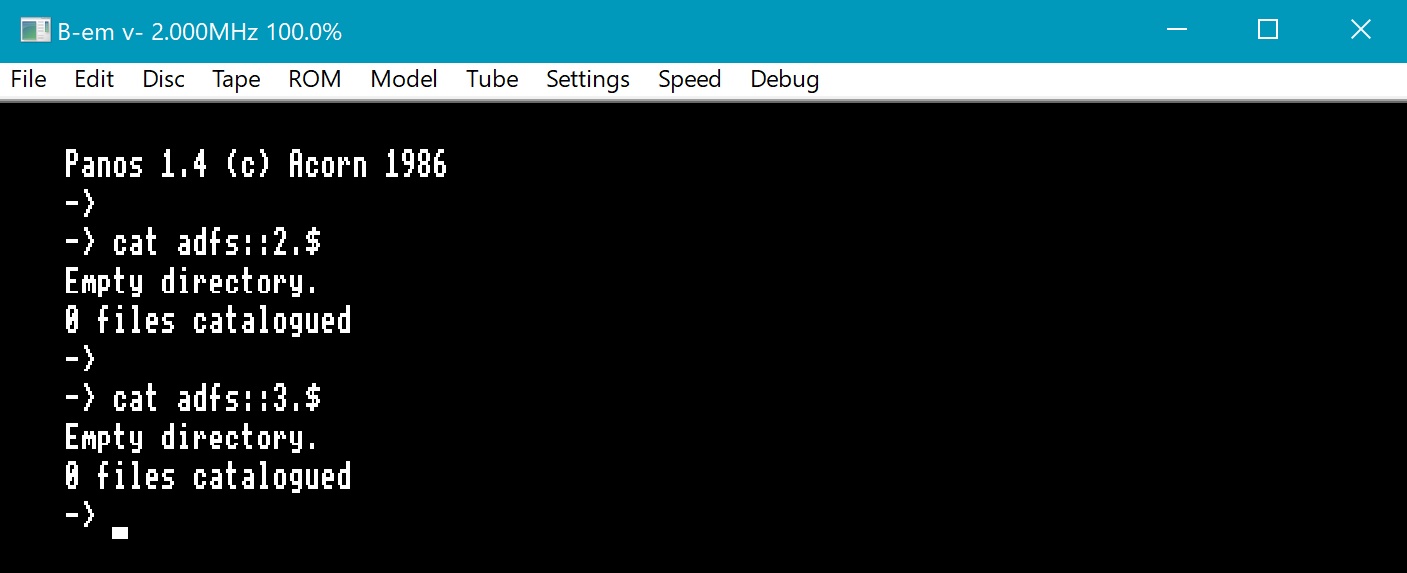 B-em v- 2.000MHz 100.0%
File Edit Disc Tape ROM Model Tube Settings Speed Debug
Panos 1.4 (c) Acorn 1986
->
-> cat adfs::2.$
Empty directory.
0 files catalogued
->
-> cat adfs::3.$
Empty directory.
0 files catalogued
->